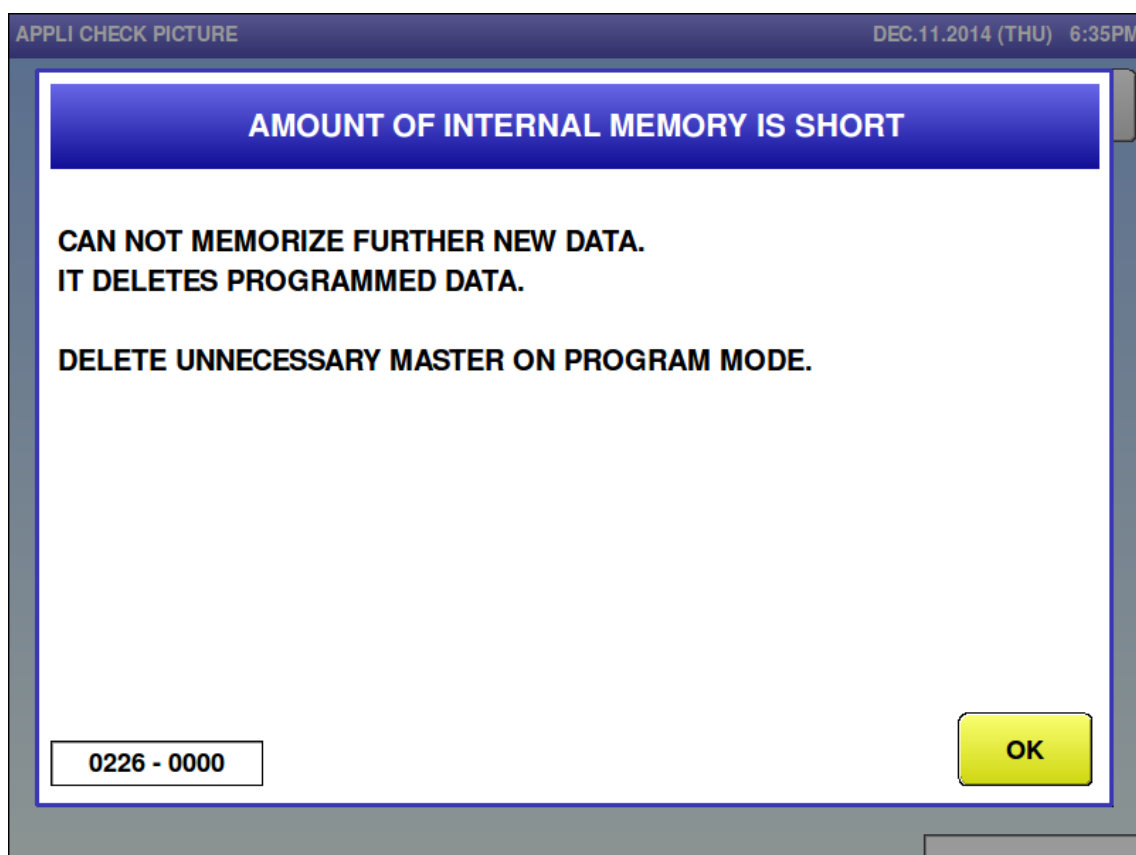 APPLI CHECK PICTURE DEC.11.2014 (THU) 6:35PM
AMOUNT OF INTERNAL MEMORY IS SHORT
CAN NOT MEMORIZE FURTHER NEW DATA.
IT DELETES PROGRAMMED DATA.
DELETE UNNECESSARY MASTER ON PROGRAM MODE.
0226 - 0000
OK